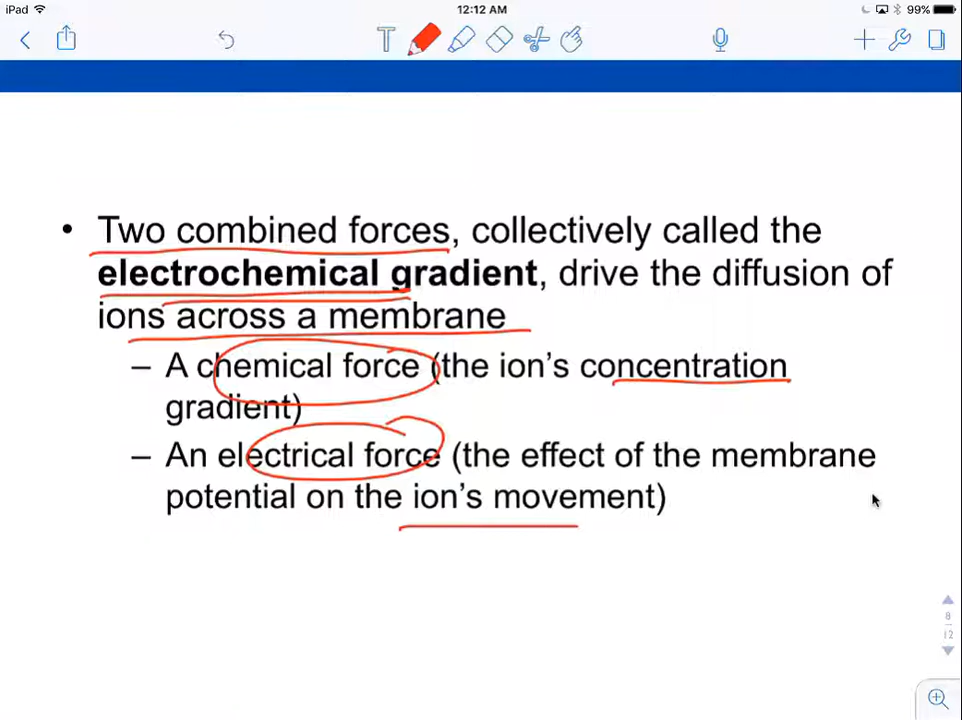 iPad 12:12 AM 99%
T
• Two combined forces, collectively called the
electrochemical gradient, drive the diffusion of
ions across a membrane
– A chemical force (the ion’s concentration
gradient)
– An electrical force (the effect of the membrane
potential on the ion’s movement)
8
12